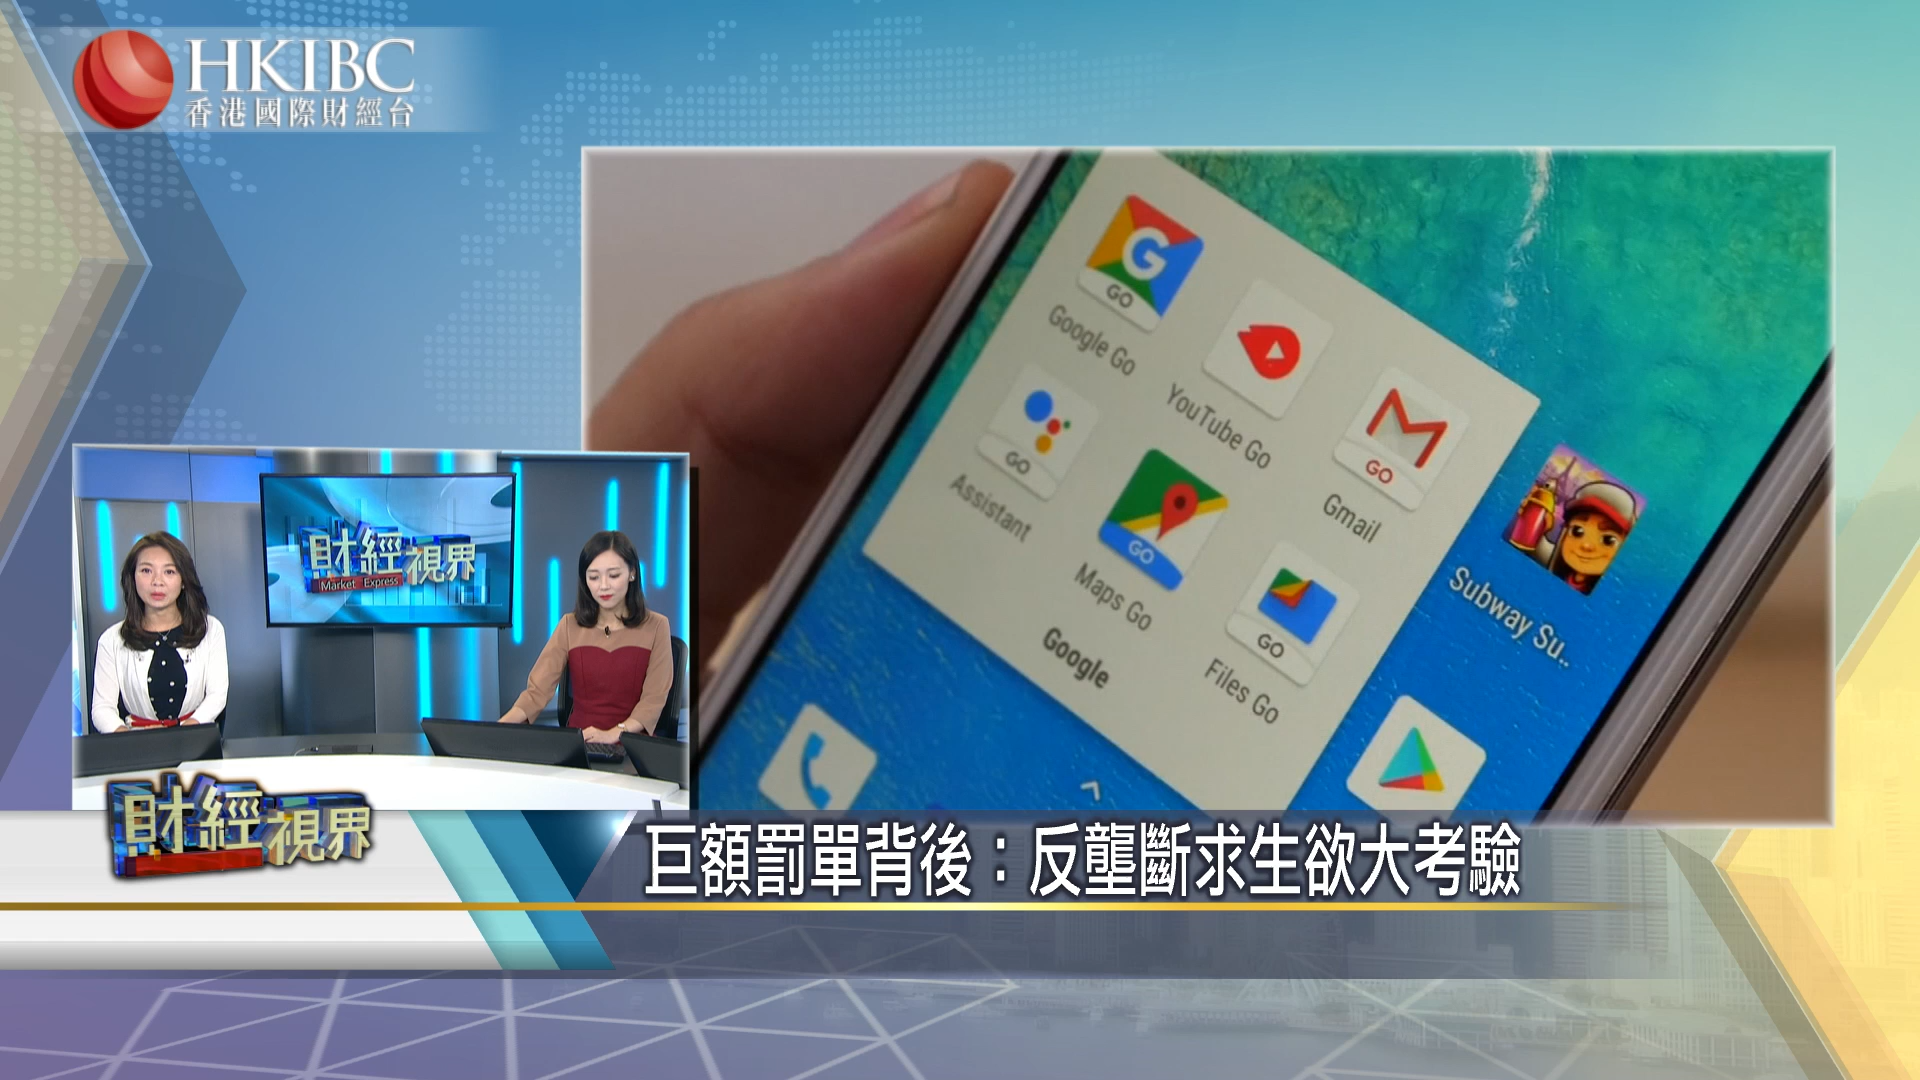 HKIBC
香港國際財經台
GO
Google Go
YouTube Go
GO
Gmail
GO
Assistant
GO
Maps Go
GO
Files Go
Google
Subway Su..
財經視界
Market Express
財經視界
巨額罰單背後：反壟斷求生欲大考驗